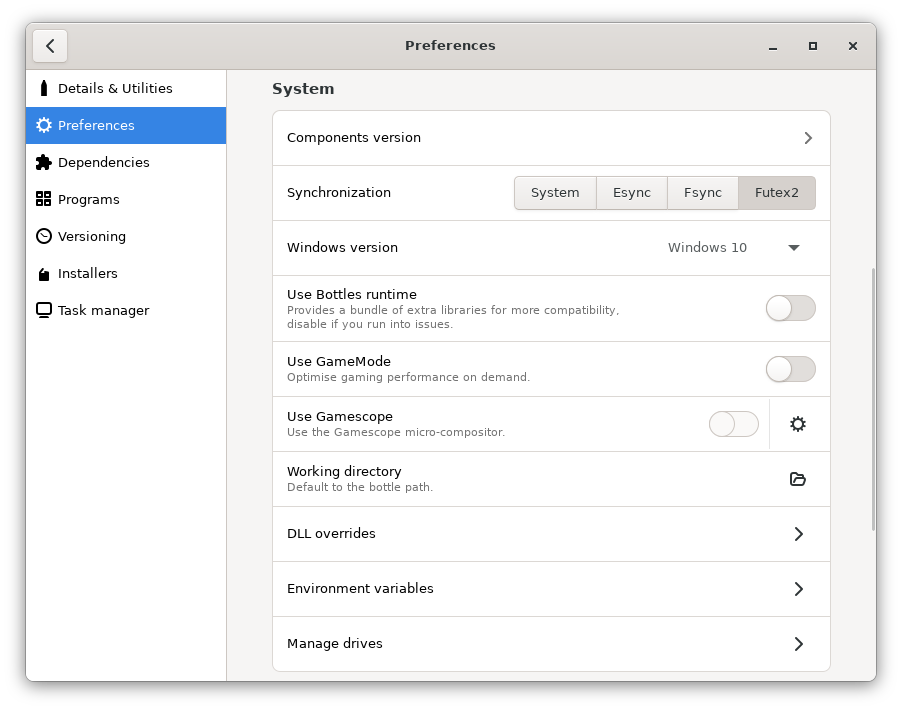 Preferences
Details & Utilities
Preferences
Dependencies
Programs
Versioning
Installers
Task manager
System
Components version
Synchronization
System Esync Fsync Futex2
Windows version
Windows 10
Use Bottles runtime
Provides a bundle of extra libraries for more compatibility,
disable if you run into issues.
Use GameMode
Optimise gaming performance on demand.
Use Gamescope
Use the Gamescope micro-compositor.
Working directory
Default to the bottle path.
DLL overrides
Environment variables
Manage drives